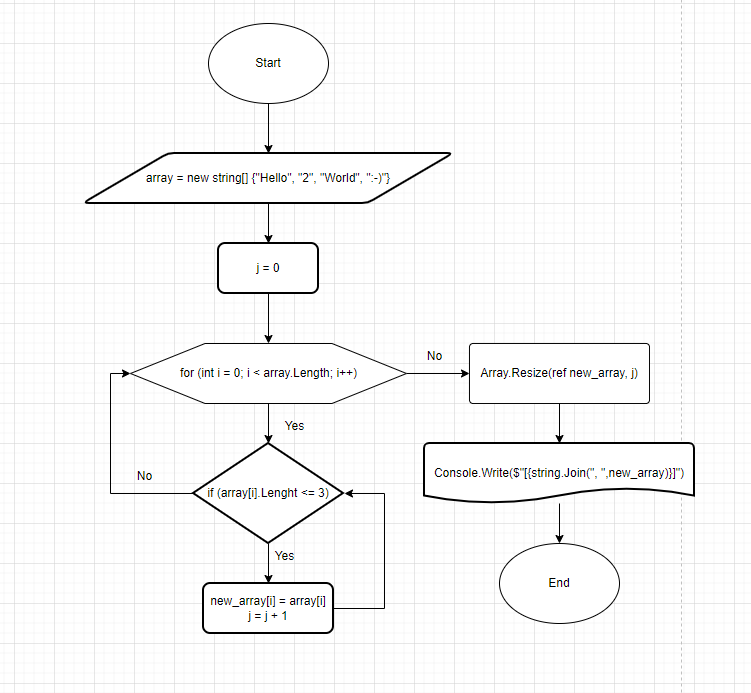 Start
array = new string[] {"Hello", "2", "World", ":-)"}
j = 0
for (int i = 0; i < array.Length; i++)
No
Array.Resize(ref new_array, j)
Yes
No
if (array[i].Lenght <= 3)
Console.Write($"[{string.Join(", ",new_array)}]")
Yes
new_array[i] = array[i]
j = j + 1
End